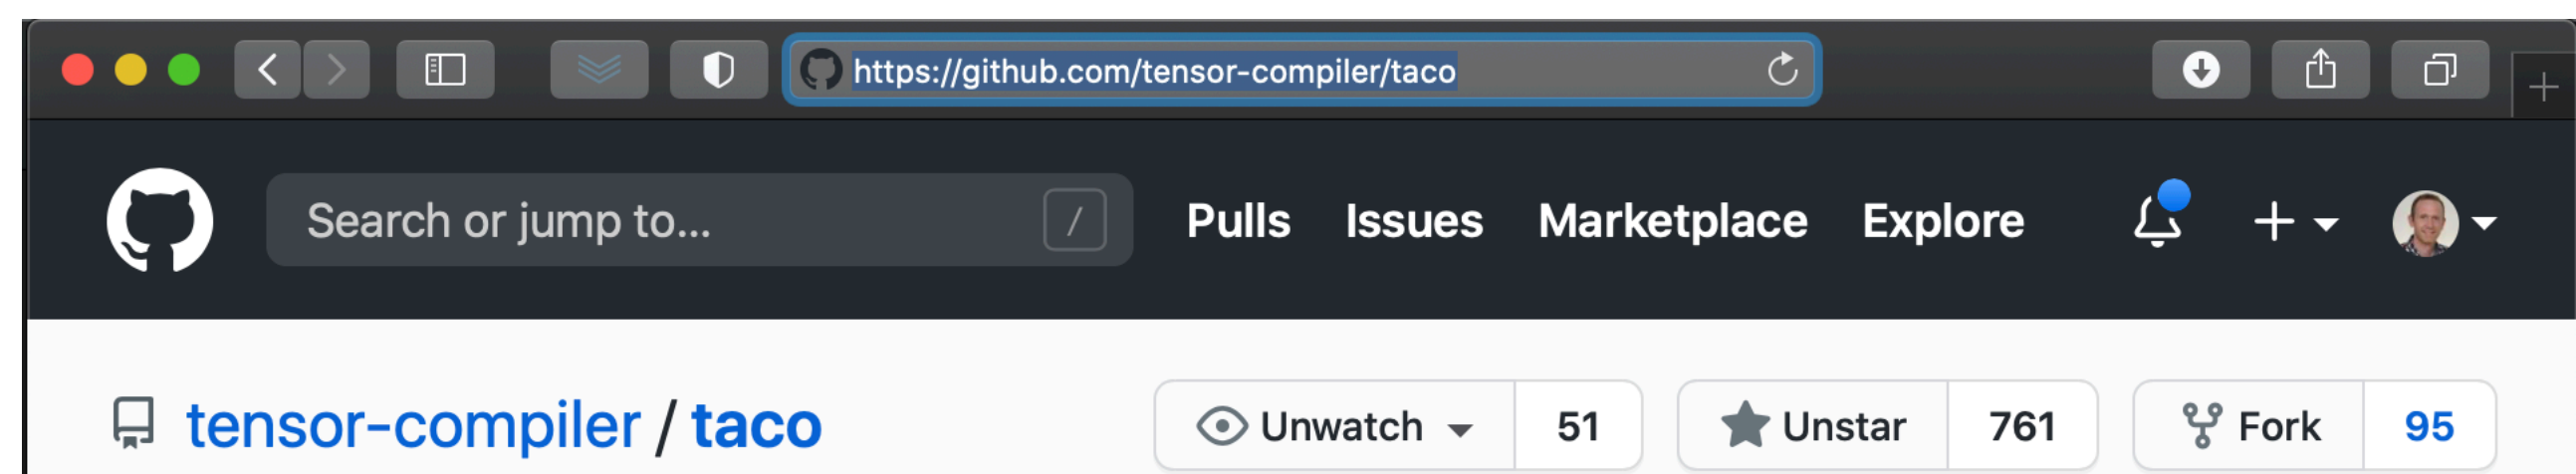 https://github.com/tensor-compiler/taco
Search or jump to... / Pulls Issues Marketplace Explore
tensor-compiler / taco Unwatch 51 Unstar 761 Fork 95